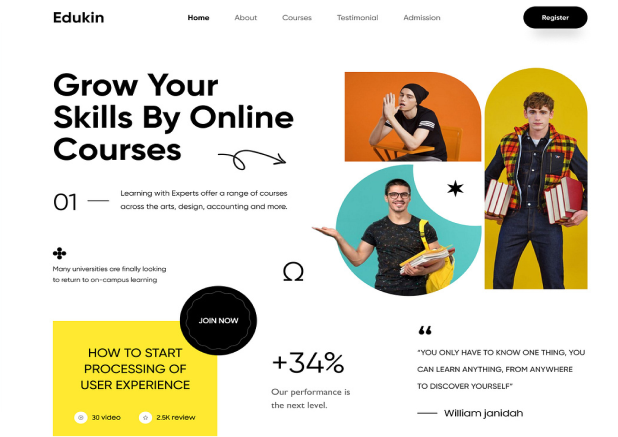 Edukin
Home About Courses Testimonial Admission
Register
Grow Your
Skills By Online
Courses
01
Learning with Experts offer a range of courses
across the arts, design, accounting and more.
Many universities are finally looking
to return to on-campus learning
Ω
JOIN NOW
HOW TO START
PROCESSING OF
USER EXPERIENCE
30 video 2.5K review
+34%
Our performance is
the next level.
“
“YOU ONLY HAVE TO KNOW ONE THING, YOU
CAN LEARN ANYTHING, FROM ANYWHERE
TO DISCOVER YOURSELF”
William janidah